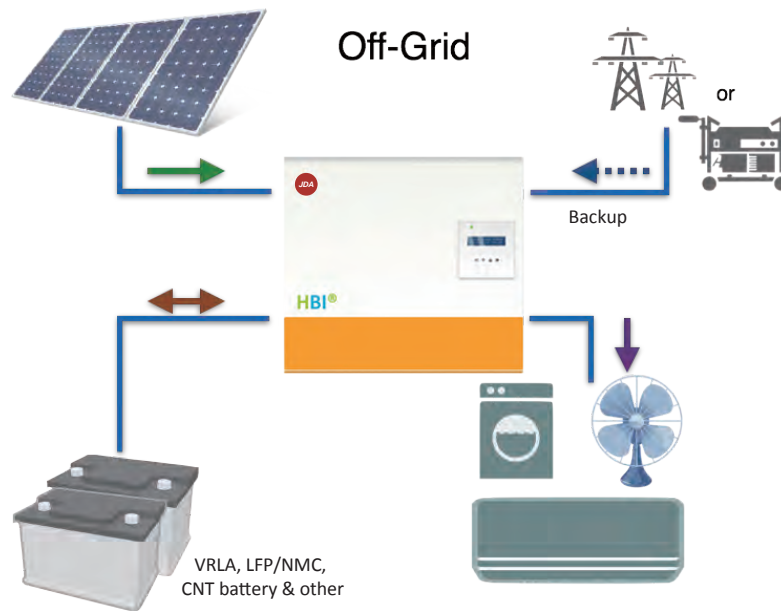 Off-Grid
or
JDA
Backup
HBI®
VRLA, LFP/NMC,
CNT battery & other